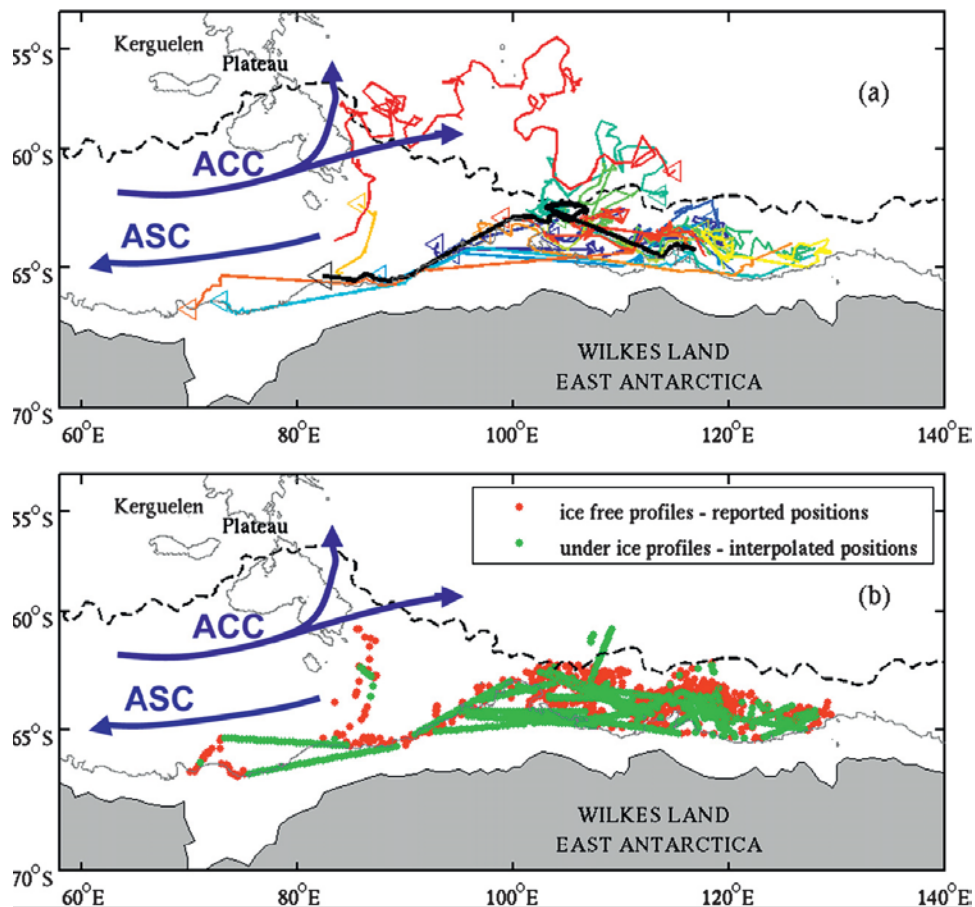 55°S
Kerguelen
Plateau
(a)
60°S
ACC
ASC
65°S
WILKES LAND
EAST ANTARCTICA
70°S
60°E 80°E 100°E 120°E 140°E
55°S
Kerguelen
Plateau
ice free profiles - reported positions
under ice profiles - interpolated positions
(b)
60°S
ACC
ASC
65°S
WILKES LAND
EAST ANTARCTICA
70°S
60°E 80°E 100°E 120°E 140°E